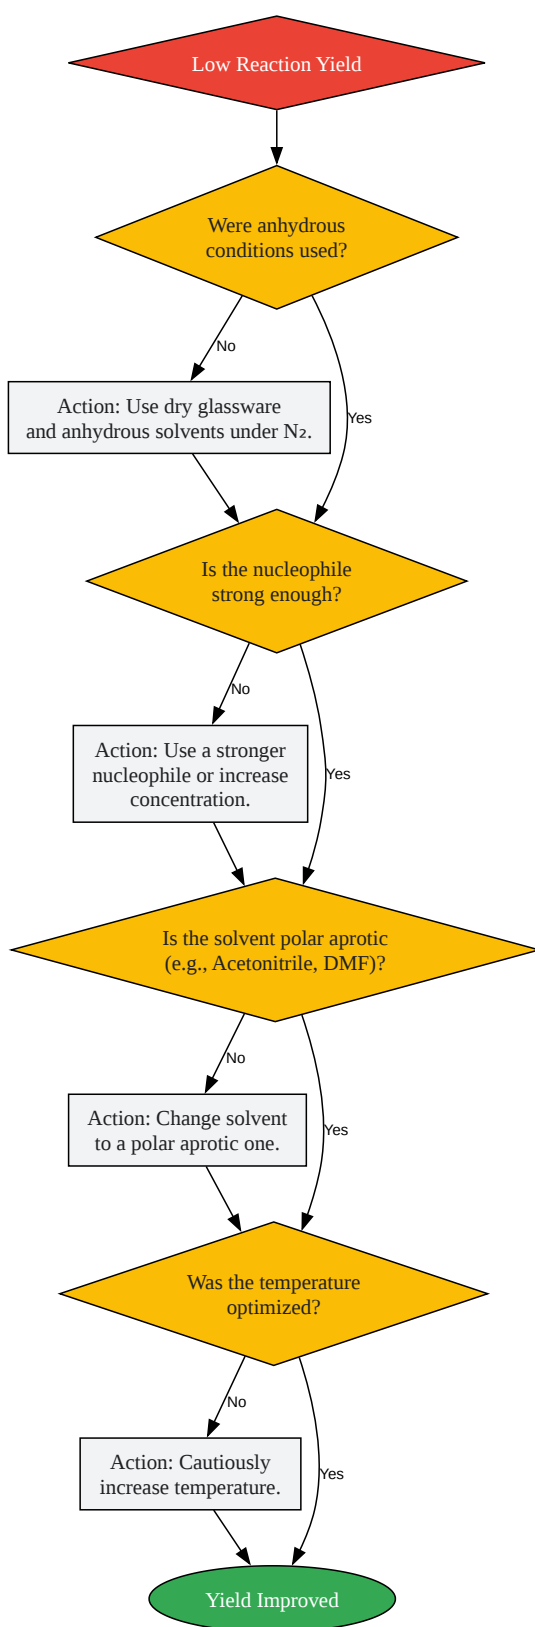 Low Reaction Yield
Were anhydrous
conditions used?
No
Yes
Action: Use dry glassware
and anhydrous solvents under N₂.
Is the nucleophile
strong enough?
No
Yes
Action: Use a stronger
nucleophile or increase
concentration.
Is the solvent polar aprotic
(e.g., Acetonitrile, DMF)?
No
Yes
Action: Change solvent
to a polar aprotic one.
Was the temperature
optimized?
No
Yes
Action: Cautiously
increase temperature.
Yield Improved